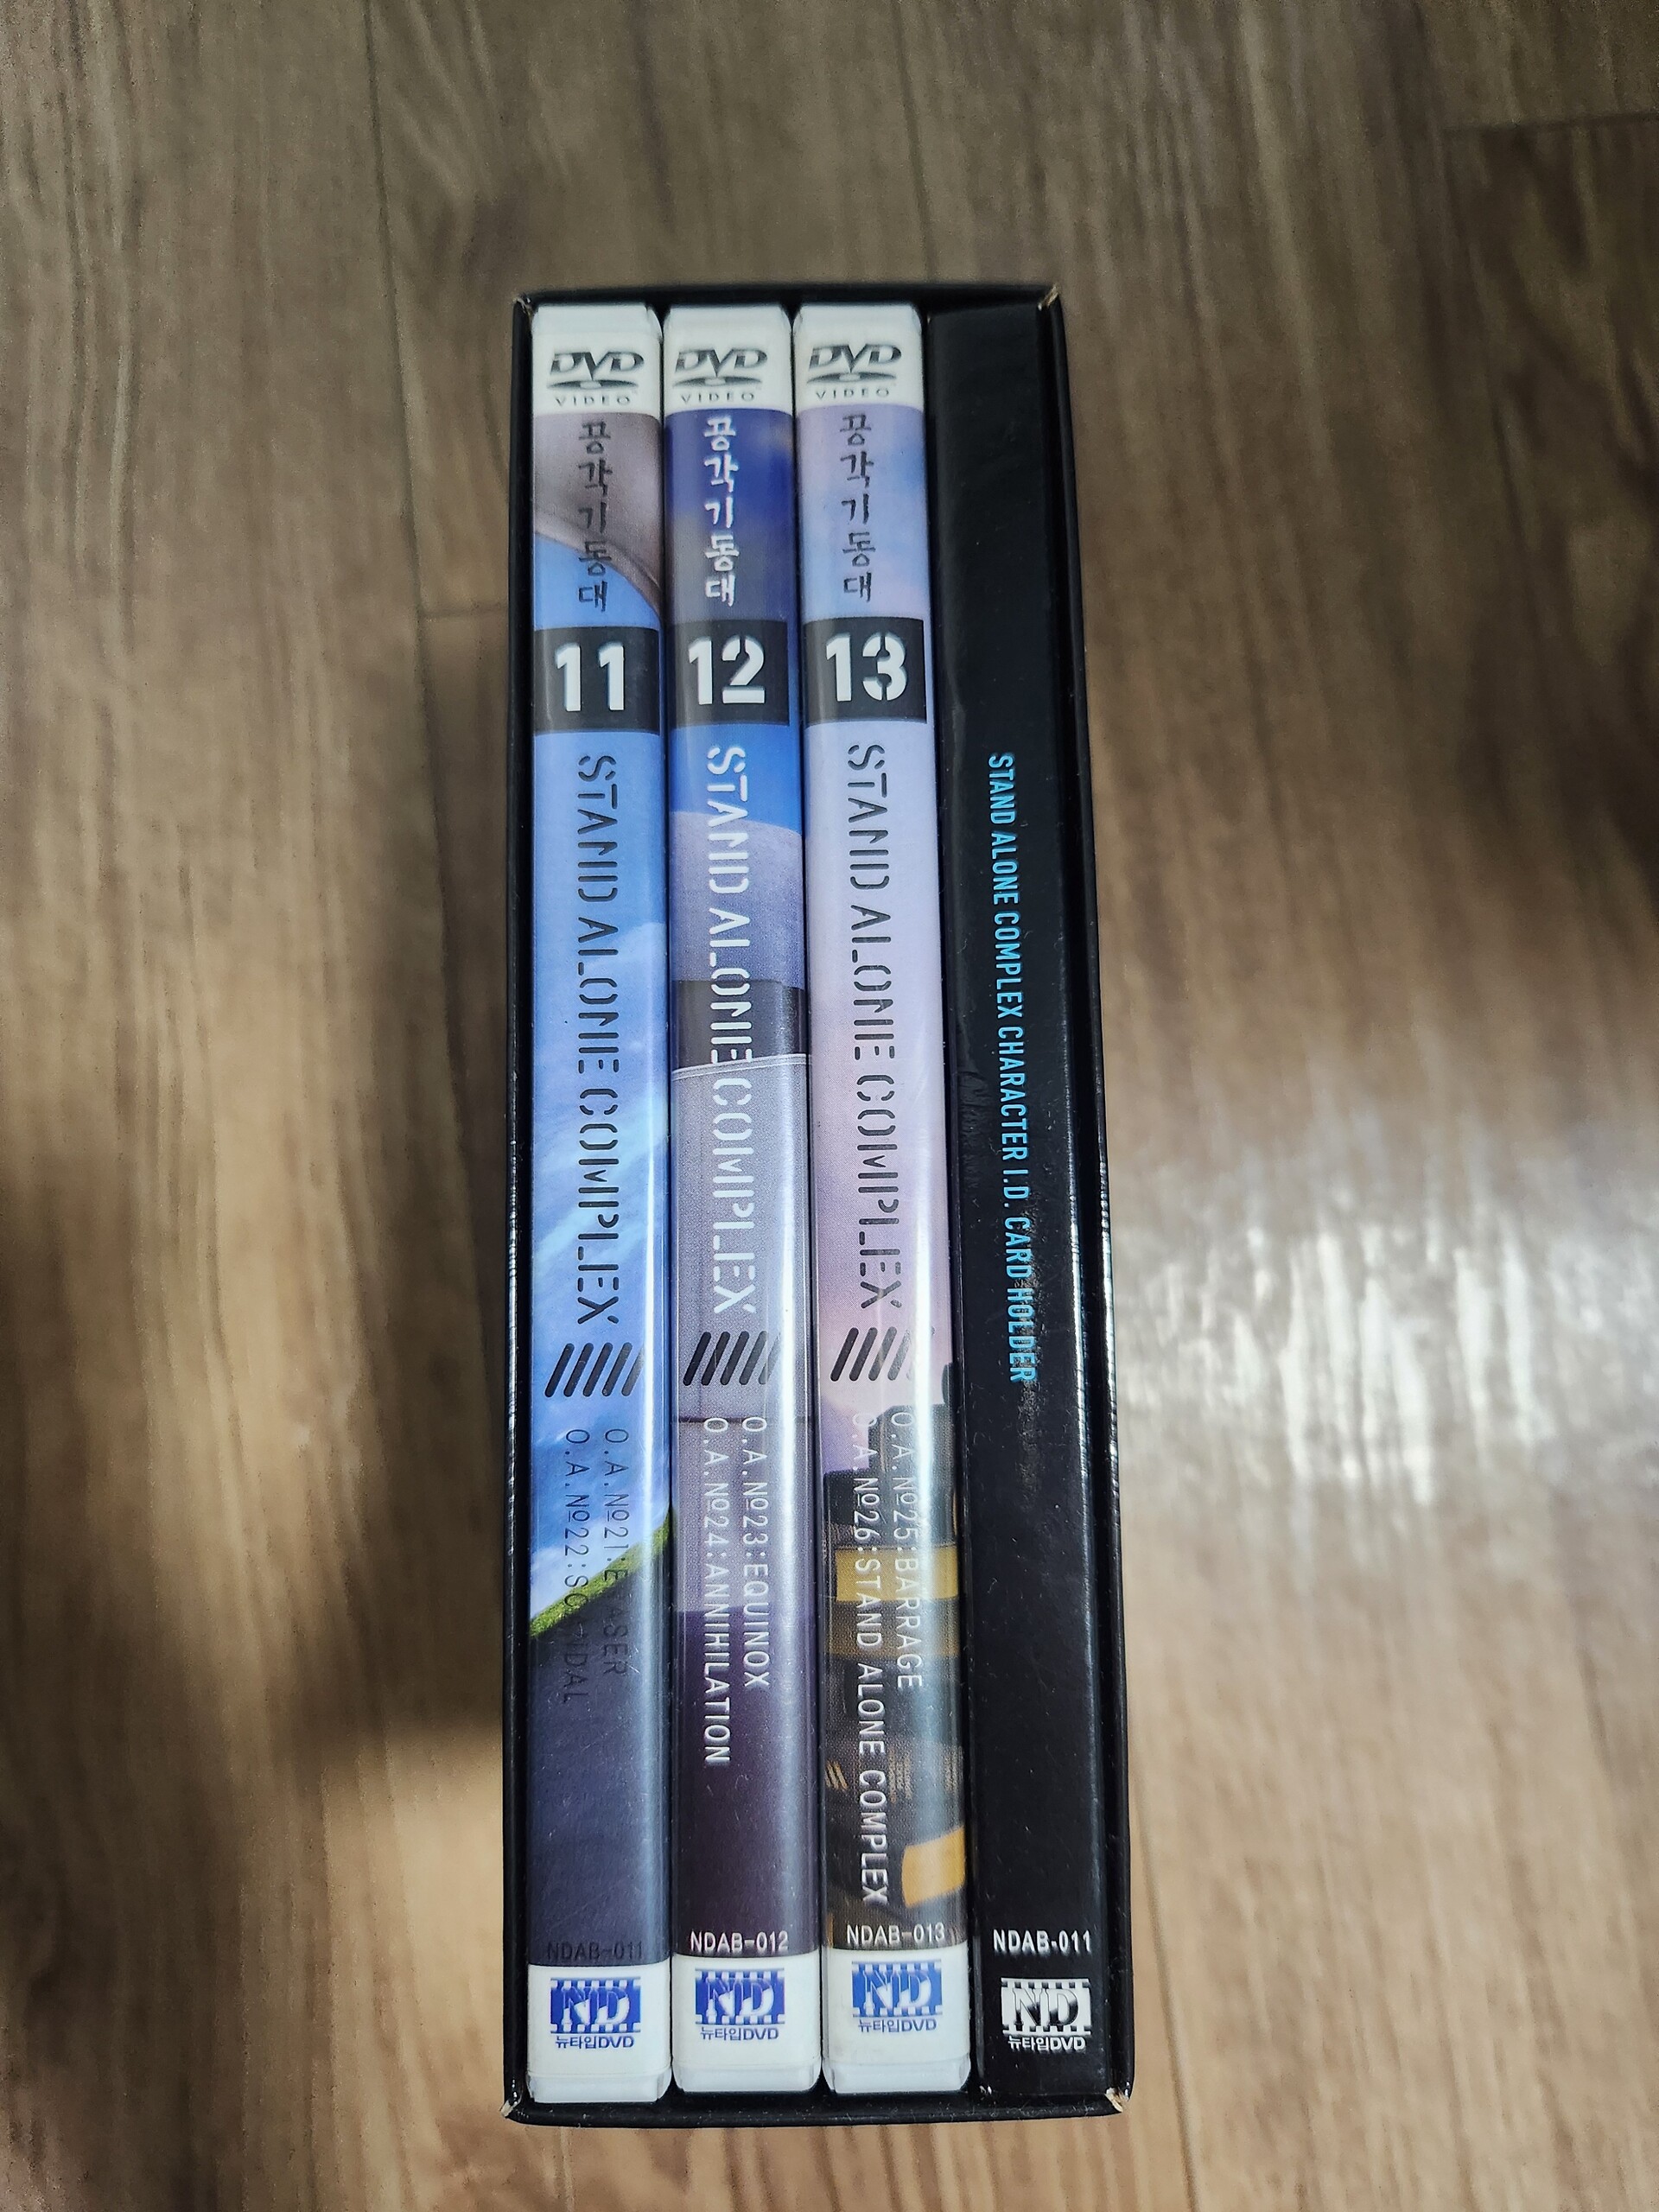 DVD
VIDEO
공각기동대
11
STAND ALONE COMPLEX
O.A.№21:ERASER
O.A.№22:SCANDAL
NDAB-011
ND
뉴타입DVD
DVD
VIDEO
공각기동대
12
STAND ALONE COMPLEX
O.A.№23:EQUINOX
O.A.№24:ANNIHILATION
NDAB-012
ND
뉴타입DVD
DVD
VIDEO
공각기동대
13
STAND ALONE COMPLEX
O.A.№25:BARRAGE
O.A.№26:STAND ALONE COMPLEX
NDAB-013
ND
뉴타입DVD
STAND ALONE COMPLEX CHARACTER I.D. CARD HOLDER
NDAB-011
ND
뉴타입DVD